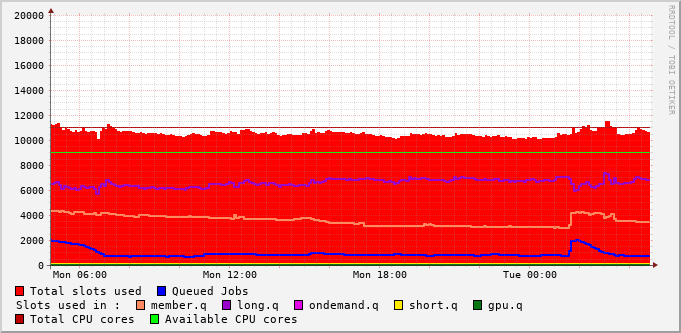 RRDTOOL / TOBI OETIKER
20000
18000
16000
14000
12000
10000
8000
6000
4000
2000
0
Mon 06:00 Mon 12:00 Mon 18:00 Tue 00:00
Total slots used Queued Jobs
Slots used in : member.q long.q ondemand.q short.q gpu.q
Total CPU cores Available CPU cores